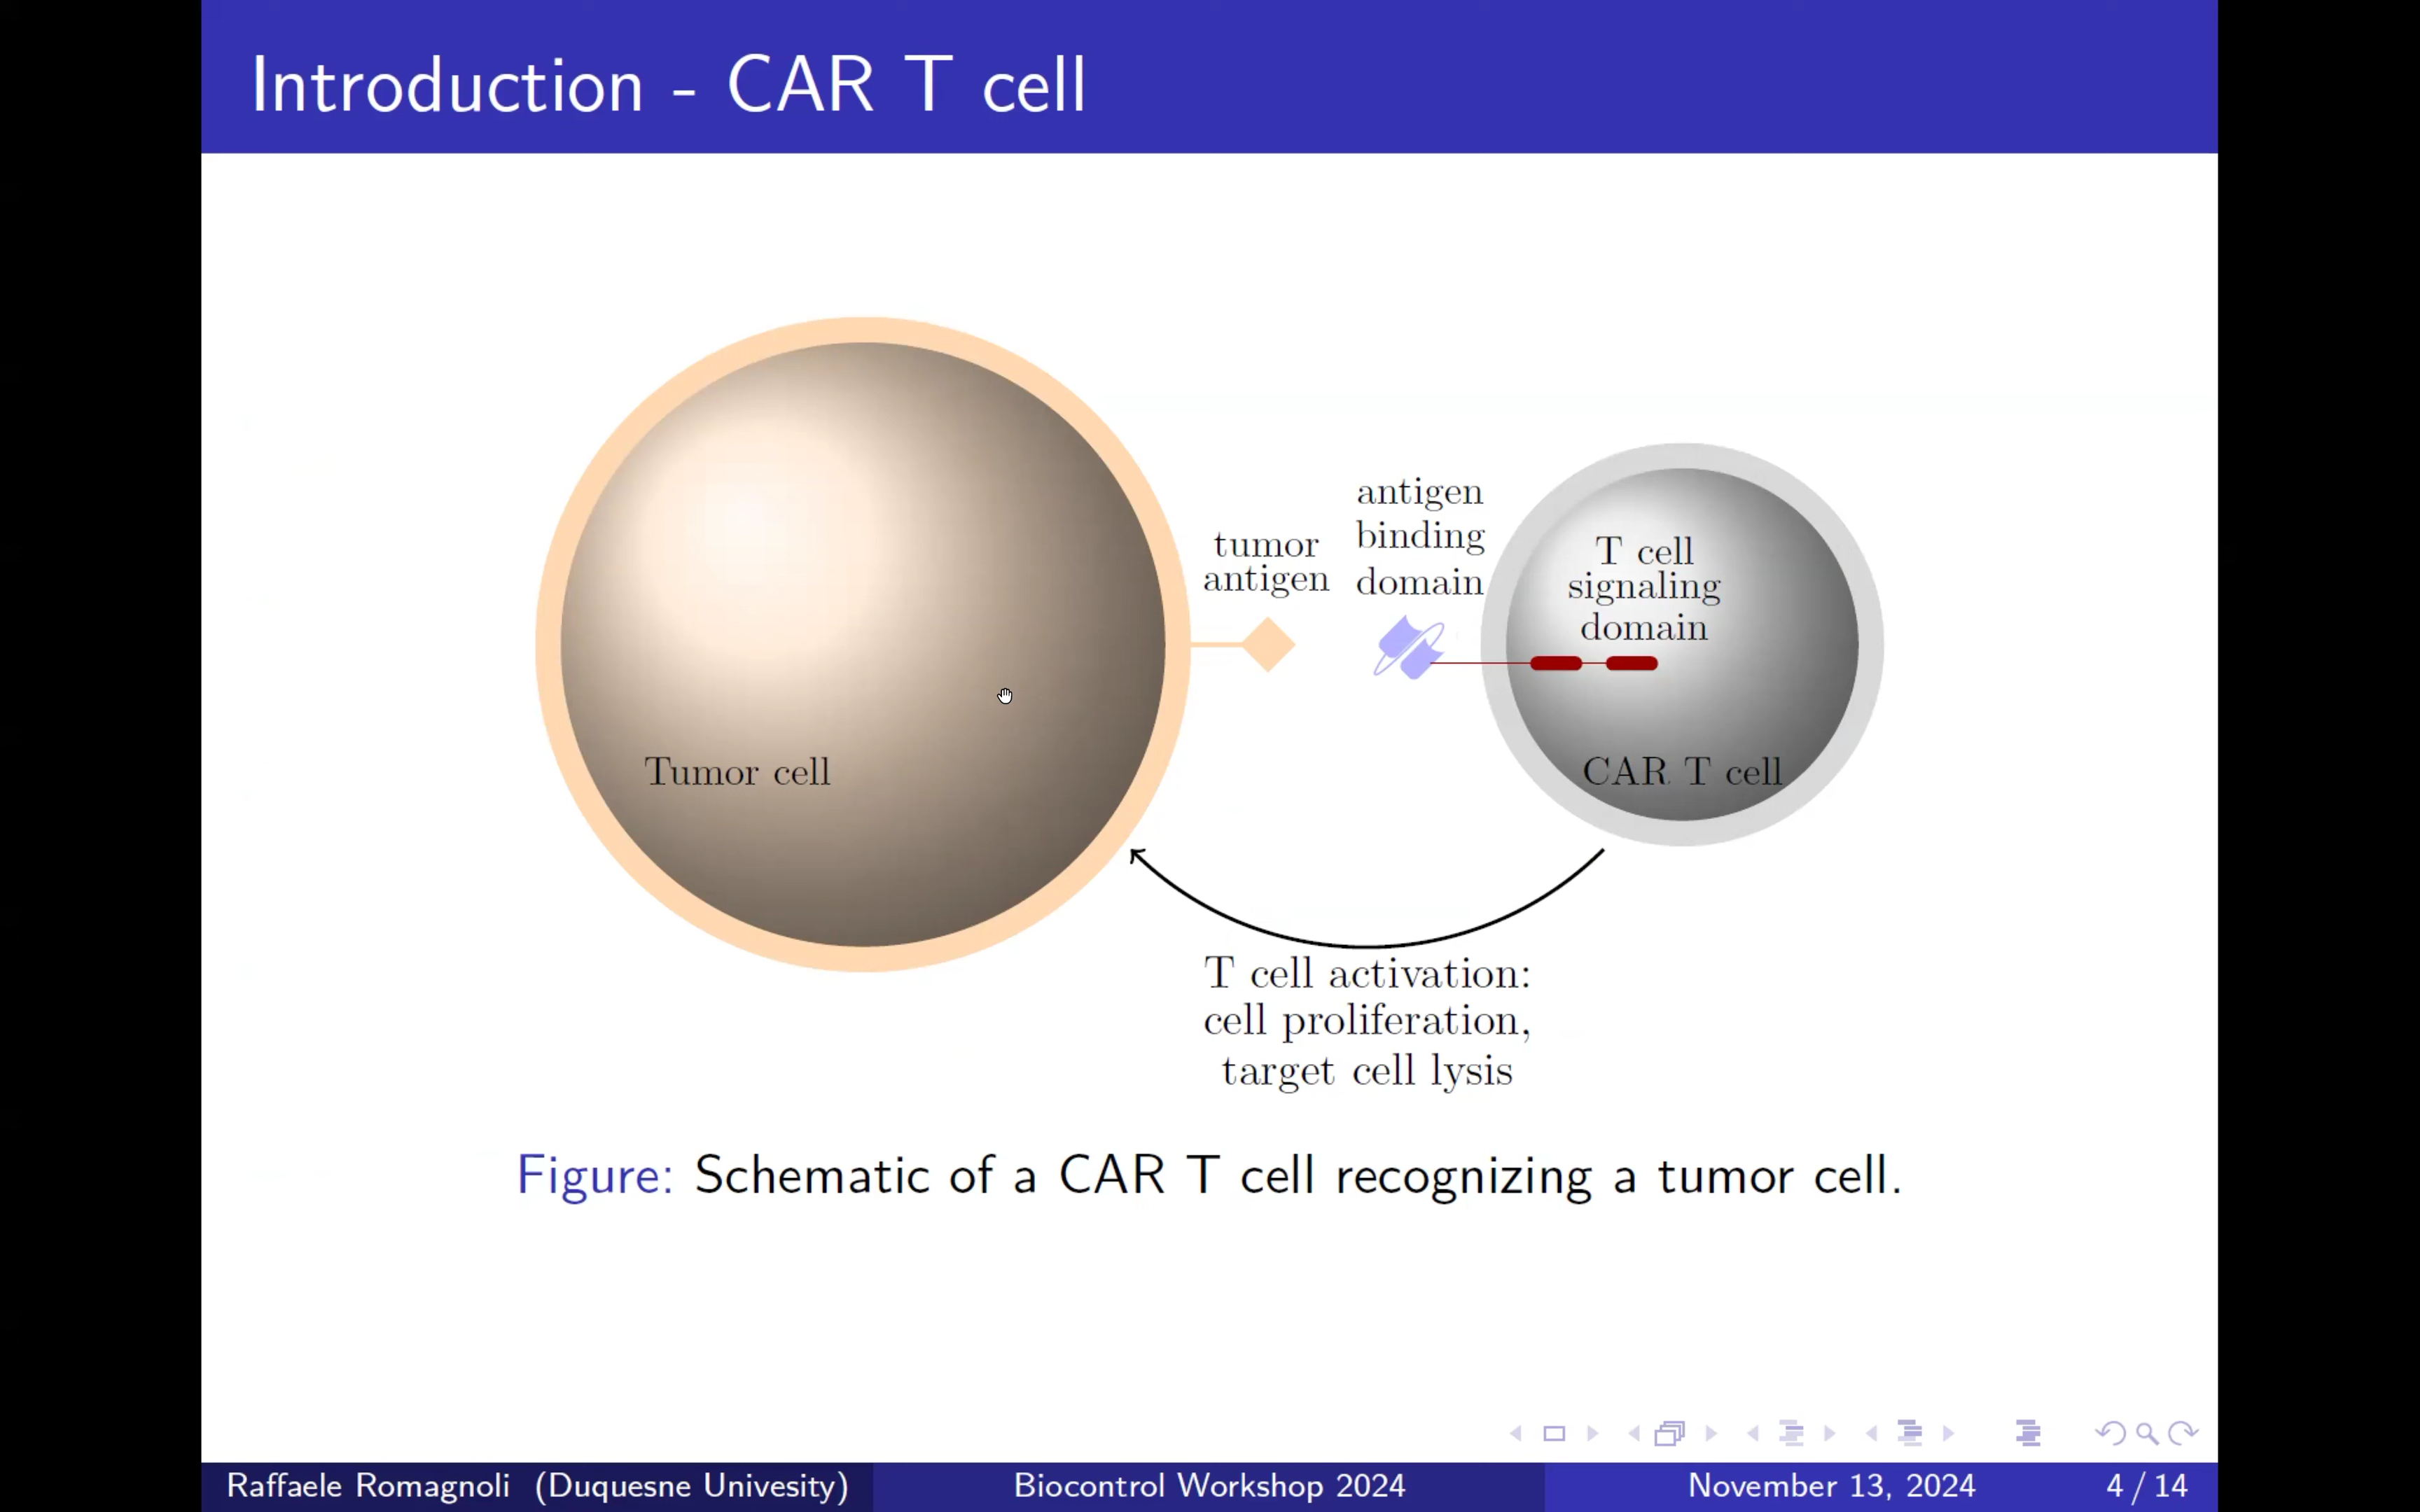 Introduction - CAR T cell
tumor
antigen
antigen
binding
domain
T cell
signaling
domain
Tumor cell
CAR T cell
T cell activation:
cell proliferation,
target cell lysis
Figure: Schematic of a CAR T cell recognizing a tumor cell.
Raffaele Romagnoli (Duquesne Univesity)
Biocontrol Workshop 2024
November 13, 2024
4 / 14